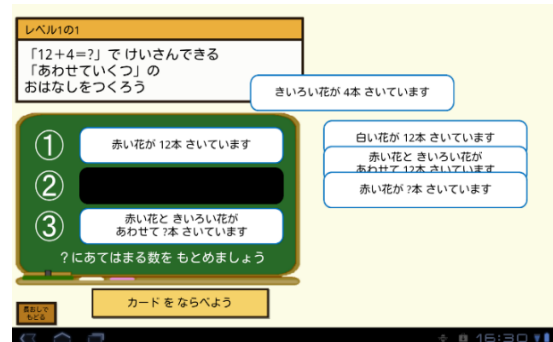 レベル1の1
「12+4=?」で けいさんできる
「あわせていくつ」の
おはなしをつくろう
きいろい花が 4本 さいています
①
赤い花が 12本 さいています
②
③
赤い花と きいろい花が
あわせて ?本 さいています
?にあてはまる数を もとめましょう
白い花が 12本 さいています
赤い花と きいろい花が
あわせて 12本 さいています
赤い花が ?本 さいています
カード を ならべよう
もどる
16:30